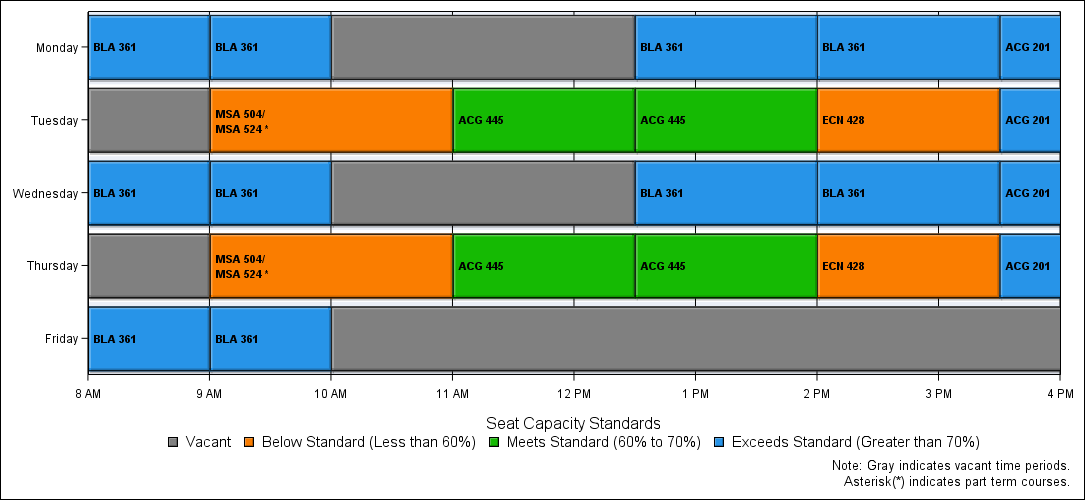 Monday
BLA 361
BLA 361
BLA 361
BLA 361
ACG 201
Tuesday
MSA 504/
MSA 524 *
ACG 445
ACG 445
ECN 428
ACG 201
Wednesday
BLA 361
BLA 361
BLA 361
BLA 361
ACG 201
Thursday
MSA 504/
MSA 524 *
ACG 445
ACG 445
ECN 428
ACG 201
Friday
BLA 361
BLA 361
8 AM 9 AM 10 AM 11 AM 12 PM 1 PM 2 PM 3 PM 4 PM
Seat Capacity Standards
Vacant Below Standard (Less than 60%) Meets Standard (60% to 70%) Exceeds Standard (Greater than 70%)
Note: Gray indicates vacant time periods.
Asterisk(*) indicates part term courses.